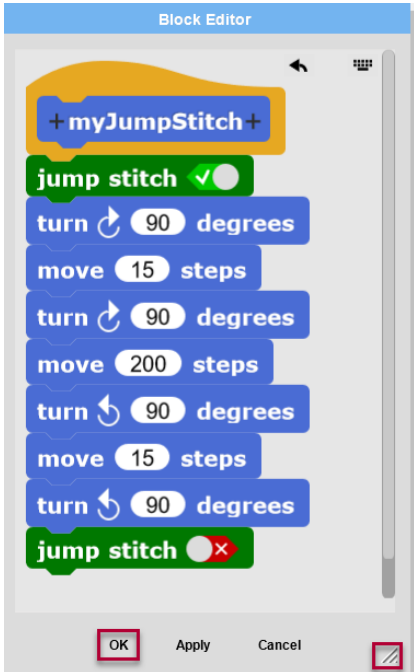 Block Editor
+myJumpStitch+
jump stitch
turn 90 degrees
move 15 steps
turn 90 degrees
move 200 steps
turn 90 degrees
move 15 steps
turn 90 degrees
jump stitch
OK Apply Cancel